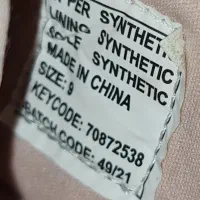 PER SYNTHETIC
LINING SYNTHETIC
SOLE SYNTHETIC
MADE IN CHINA
SIZE: 9
KEYCODE: 70872538
BATCH CODE: 49/21